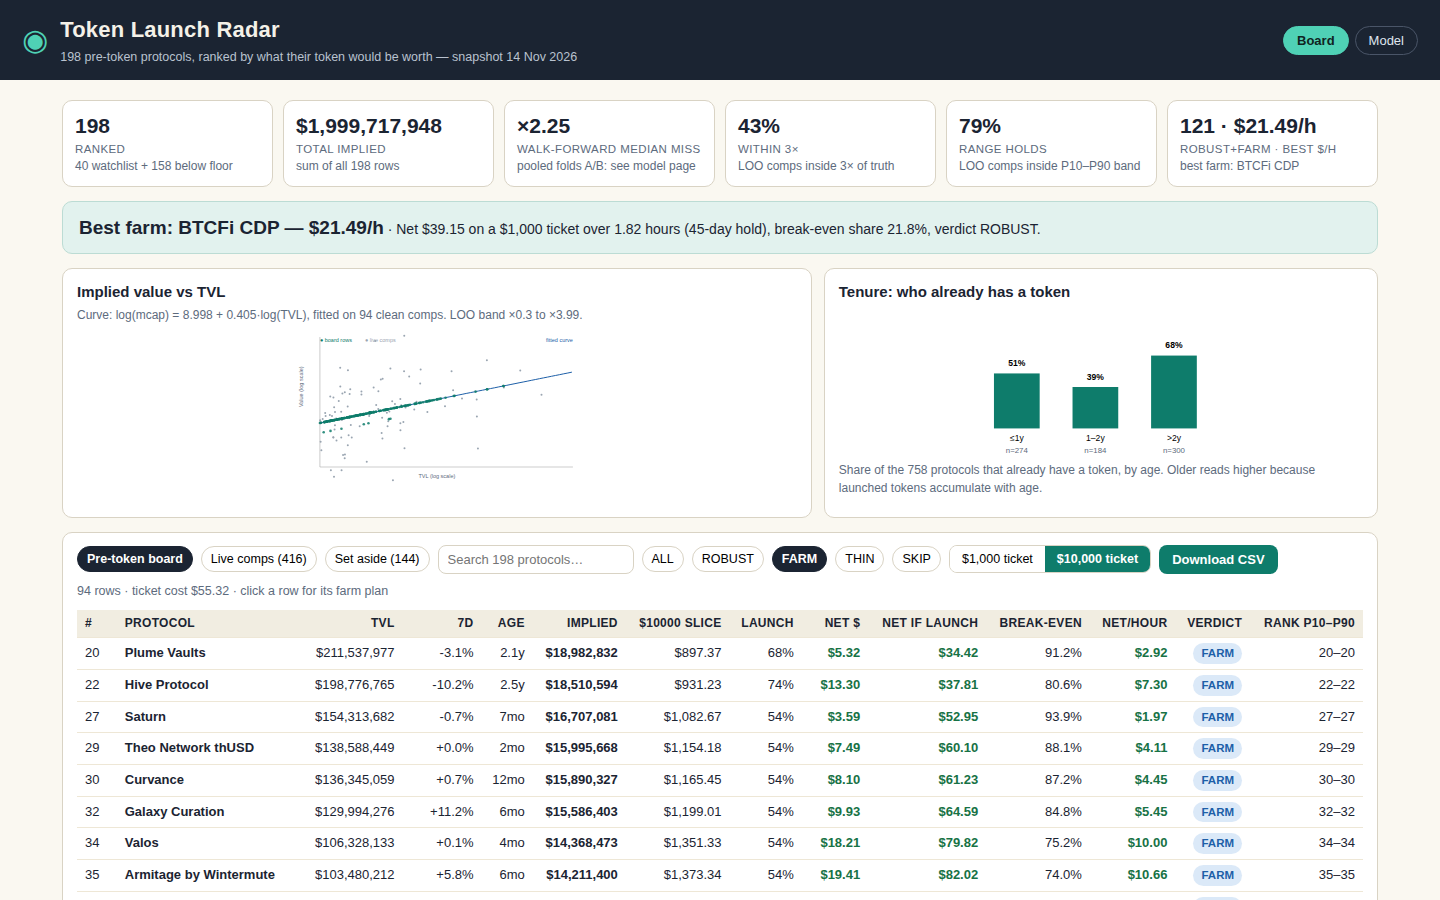 Token Launch Radar
198 pre-token protocols, ranked by what their token would be worth — snapshot 14 Nov 2026
Board
Model
198
RANKED
40 watchlist + 158 below floor
$1,999,717,948
TOTAL IMPLIED
sum of all 198 rows
×2.25
WALK-FORWARD MEDIAN MISS
pooled folds A/B: see model page
43%
WITHIN 3×
LOO comps inside 3× of truth
79%
RANGE HOLDS
LOO comps inside P10–P90 band
121 · $21.49/h
ROBUST+FARM · BEST $/H
best farm: BTCFi CDP
Best farm: BTCFi CDP — $21.49/h · Net $39.15 on a $1,000 ticket over 1.82 hours (45-day hold), break-even share 21.8%, verdict ROBUST.
Implied value vs TVL
Curve: log(mcap) = 8.998 + 0.405·log(TVL), fitted on 94 clean comps. LOO band ×0.3 to ×3.99.
board rows
live comps
fitted curve
Value (log scale)
TVL (log scale)
Tenure: who already has a token
51%
39%
68%
≤1y
1–2y
>2y
n=274
n=184
n=300
Share of the 758 protocols that already have a token, by age. Older reads higher because
launched tokens accumulate with age.
Pre-token board
Live comps (416)
Set aside (144)
Search 198 protocols…
ALL
ROBUST
FARM
THIN
SKIP
$1,000 ticket
$10,000 ticket
Download CSV
94 rows · ticket cost $55.32 · click a row for its farm plan
# PROTOCOL TVL 7D AGE IMPLIED $10000 SLICE LAUNCH NET $ NET IF LAUNCH BREAK-EVEN NET/HOUR VERDICT RANK P10–P90
20 Plume Vaults $211,537,977 -3.1% 2.1y $18,982,832 $897.37 68% $5.32 $34.42 91.2% $2.92 FARM 20–20
22 Hive Protocol $198,776,765 -10.2% 2.5y $18,510,594 $931.23 74% $13.30 $37.81 80.6% $7.30 FARM 22–22
27 Saturn $154,313,682 -0.7% 7mo $16,707,081 $1,082.67 54% $3.59 $52.95 93.9% $1.97 FARM 27–27
29 Theo Network thUSD $138,588,449 +0.0% 2mo $15,995,668 $1,154.18 54% $7.49 $60.10 88.1% $4.11 FARM 29–29
30 Curvance $136,345,059 +0.7% 12mo $15,890,327 $1,165.45 54% $8.10 $61.23 87.2% $4.45 FARM 30–30
32 Galaxy Curation $129,994,276 +11.2% 6mo $15,586,403 $1,199.01 54% $9.93 $64.59 84.8% $5.45 FARM 32–32
34 Valos $106,328,133 +0.1% 4mo $14,368,473 $1,351.33 54% $18.21 $79.82 75.2% $10.00 FARM 34–34
35 Armitage by Wintermute $103,480,212 +5.8% 6mo $14,211,400 $1,373.34 54% $19.41 $82.02 74.0% $10.66 FARM 35–35